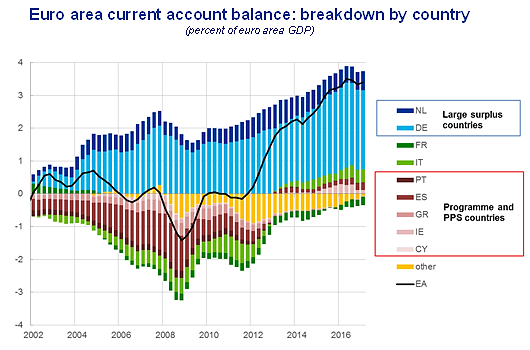 Euro area current account balance: breakdown by country
(percent of euro area GDP)
4
3
2
1
0
-1
-2
-3
-4
2002
2004
2006
2008
2010
2012
2014
2016
NL
DE
FR
IT
PT
ES
GR
IE
CY
other
EA
Large surplus
countries
Programme and
PPS countries